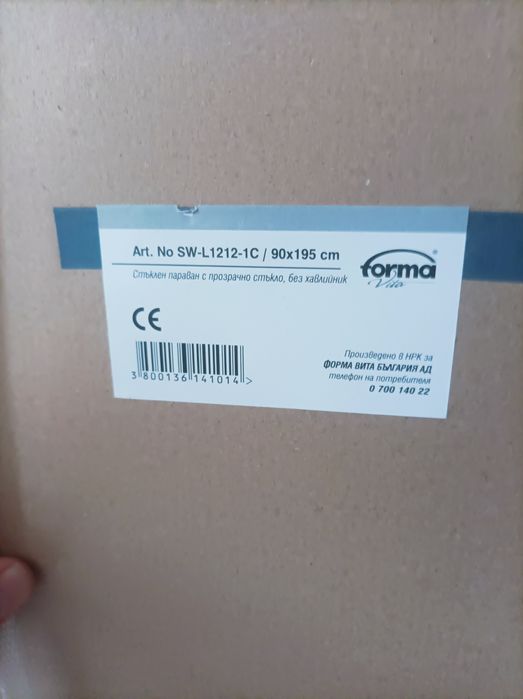 Art. No SW-L1212-1C / 90x195 cm
Стъклен параван с прозрачно стъкло, без хавлийник
forma®
Vita
CE
3 800136 141014 >
Произведено в НРК за
ФОРМА ВИТА БЪЛГАРИЯ АД
телефон на потребителя
0 700 140 22